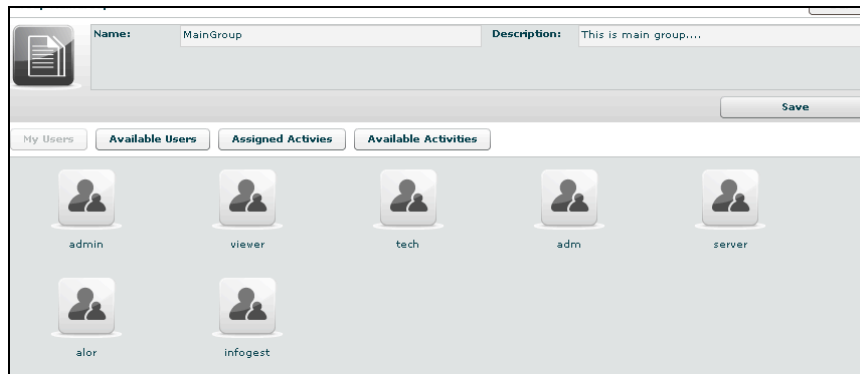 Name: MainGroup Description: This is main group....
Save
My Users Available Users Assigned Activies Available Activities
admin viewer tech adm server
alor infogest